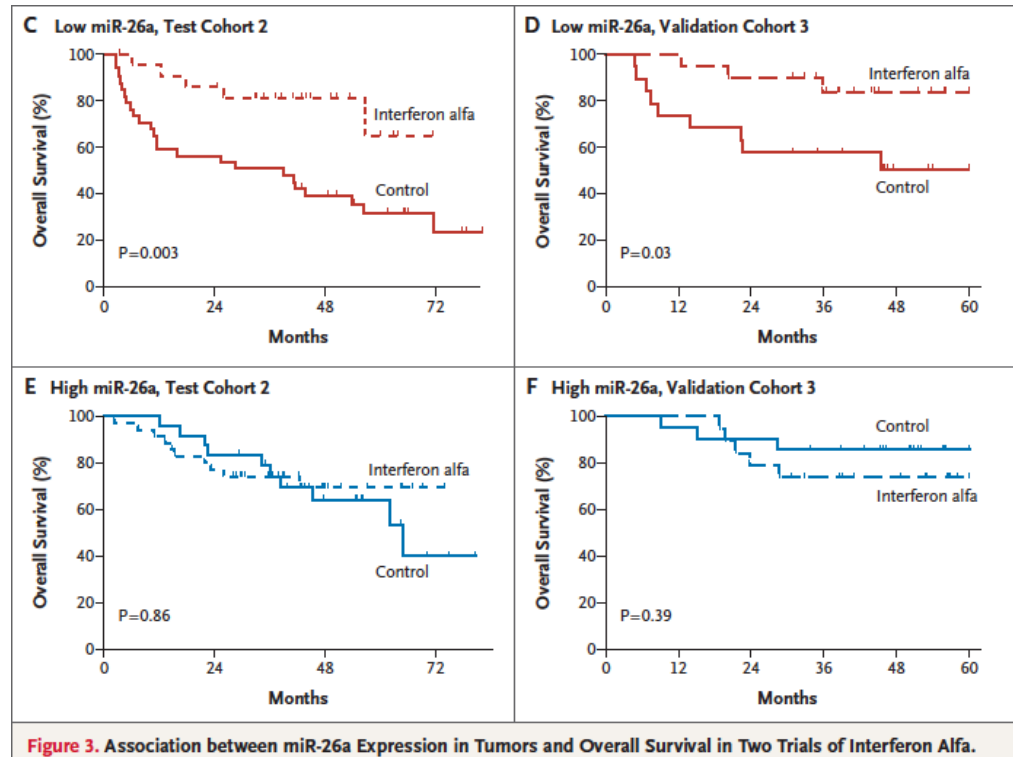 C Low miR-26a, Test Cohort 2
Overall Survival (%)
100
80
60
40
20
0
Interferon alfa
Control
P=0.003
0 24 48 72
Months
D Low miR-26a, Validation Cohort 3
Overall Survival (%)
100
80
60
40
20
0
Interferon alfa
Control
P=0.03
0 12 24 36 48 60
Months
E High miR-26a, Test Cohort 2
Overall Survival (%)
100
80
60
40
20
0
Interferon alfa
Control
P=0.86
0 24 48 72
Months
F High miR-26a, Validation Cohort 3
Overall Survival (%)
100
80
60
40
20
0
Control
Interferon alfa
P=0.39
0 12 24 36 48 60
Months
Figure 3. Association between miR-26a Expression in Tumors and Overall Survival in Two Trials of Interferon Alfa.